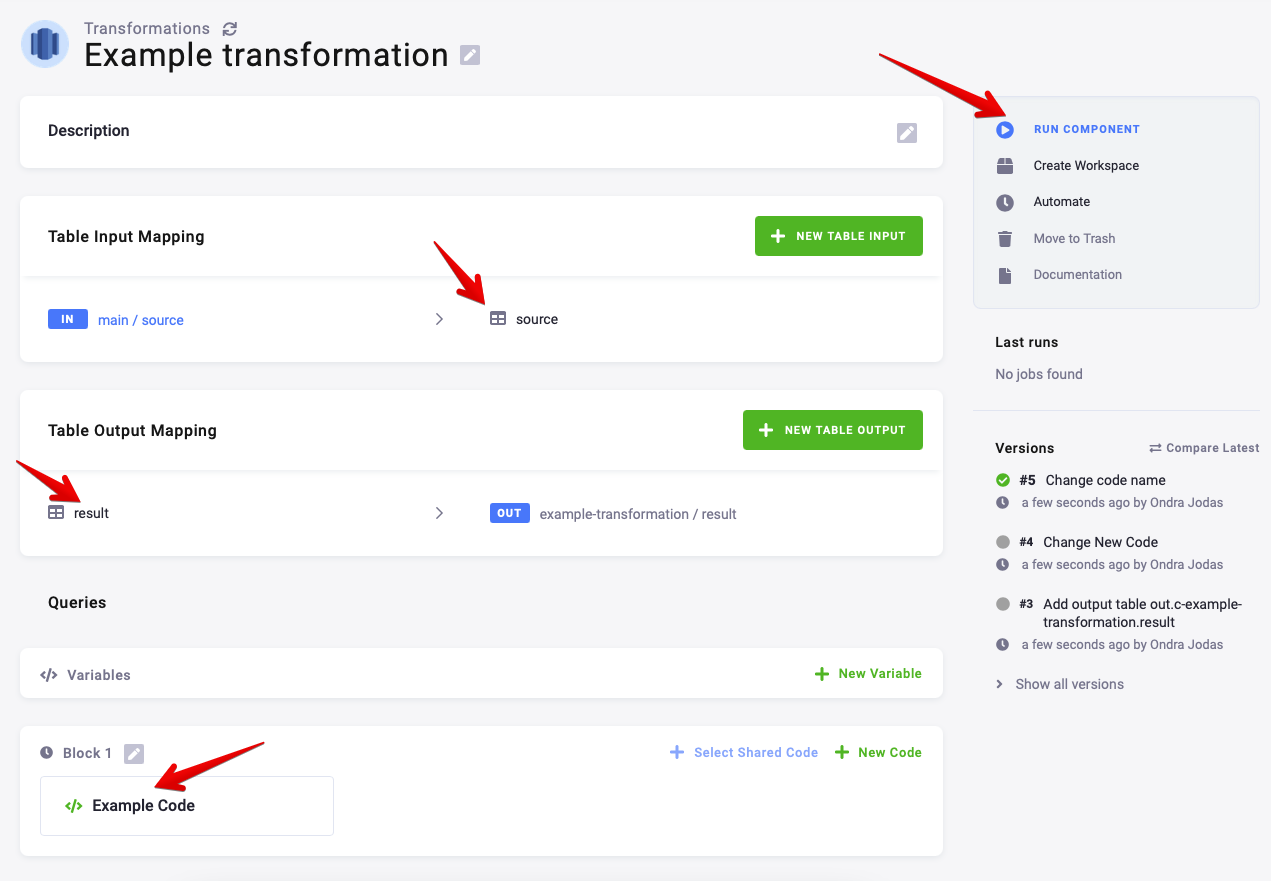 Transformations
Example transformation
Description
Table Input Mapping
NEW TABLE INPUT
IN main / source
source
Table Output Mapping
NEW TABLE OUTPUT
result
OUT example-transformation / result
Queries
Variables
New Variable
Block 1
Select Shared Code
New Code
Example Code
RUN COMPONENT
Create Workspace
Automate
Move to Trash
Documentation
Last runs
No jobs found
Versions
Compare Latest
#5 Change code name
a few seconds ago by Ondra Jodas
#4 Change New Code
a few seconds ago by Ondra Jodas
#3 Add output table out.c-example-
transformation.result
a few seconds ago by Ondra Jodas
Show all versions